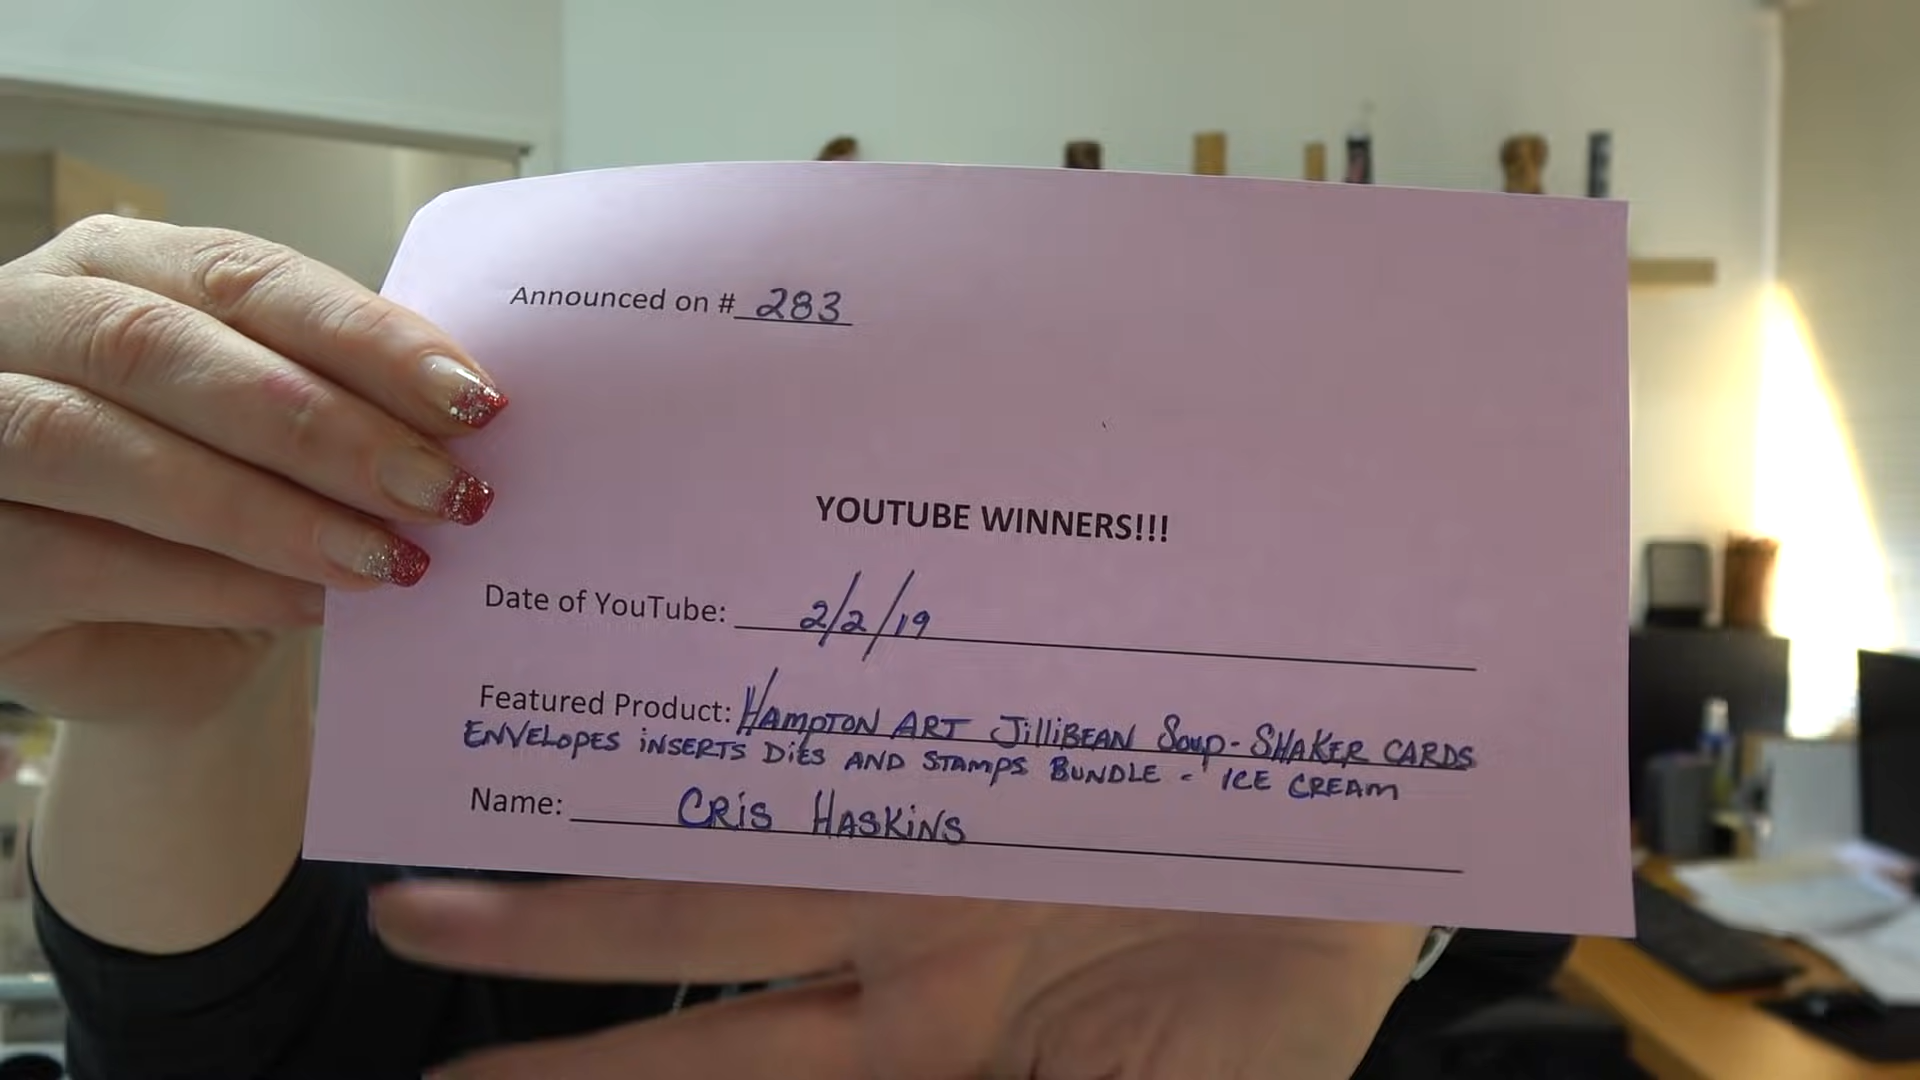 Announced on # 283
YOUTUBE WINNERS!!!
Date of YouTube: 2/2/19
Featured Product: HAMPTON ART JilliBEAN Soup - SHAKER CARDS
ENVELOPES iNSERTS DiES AND STAMPS BUNDLE - ICE CREAM
Name: CRiS HASKiNS